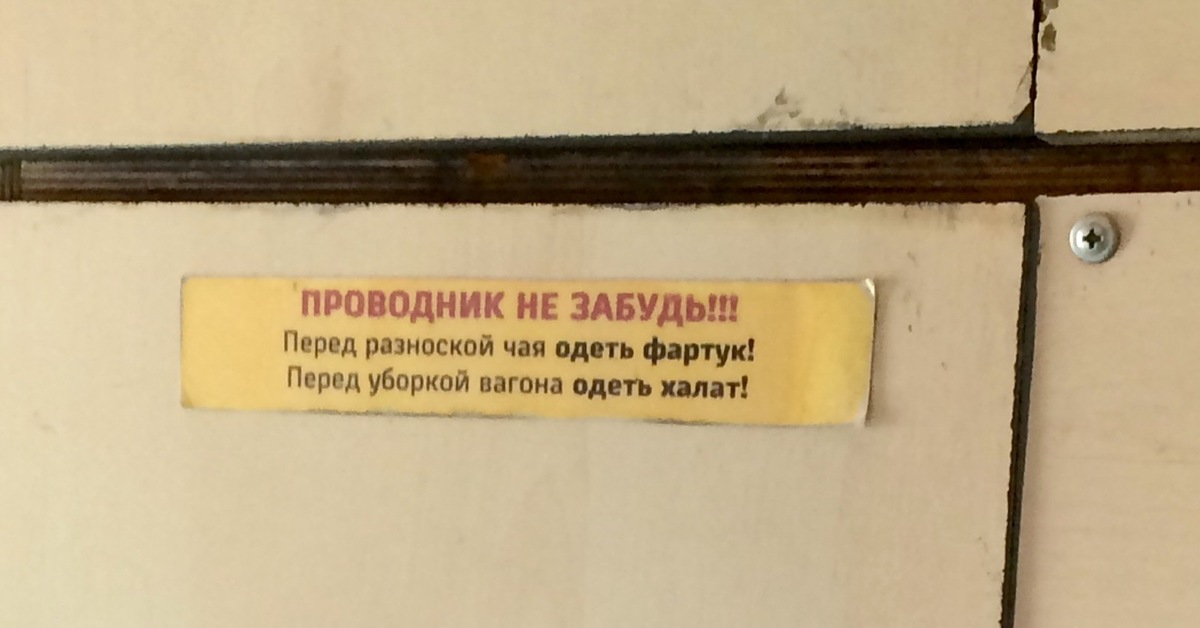 ПРОВОДНИК НЕ ЗАБУДЬ!!!
Перед разноской чая одеть фартук!
Перед уборкой вагона одеть халат!